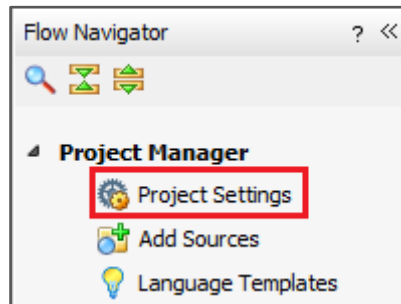 Flow Navigator ? «
Project Manager
Project Settings
Add Sources
Language Templates